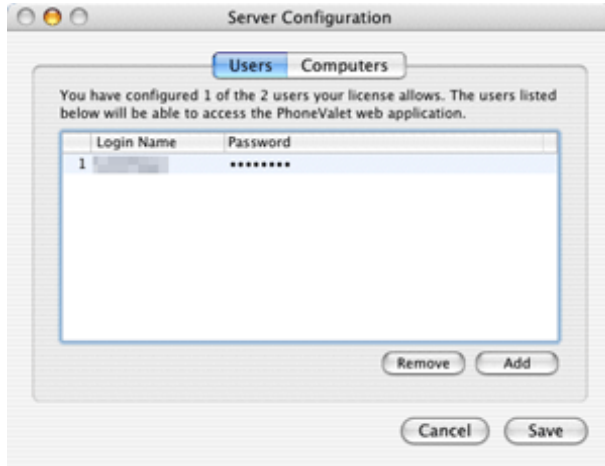 Server Configuration
Users Computers
You have configured 1 of the 2 users your license allows. The users listed
below will be able to access the PhoneValet web application.
Login Name Password
1 ••••••••
Remove Add
Cancel Save